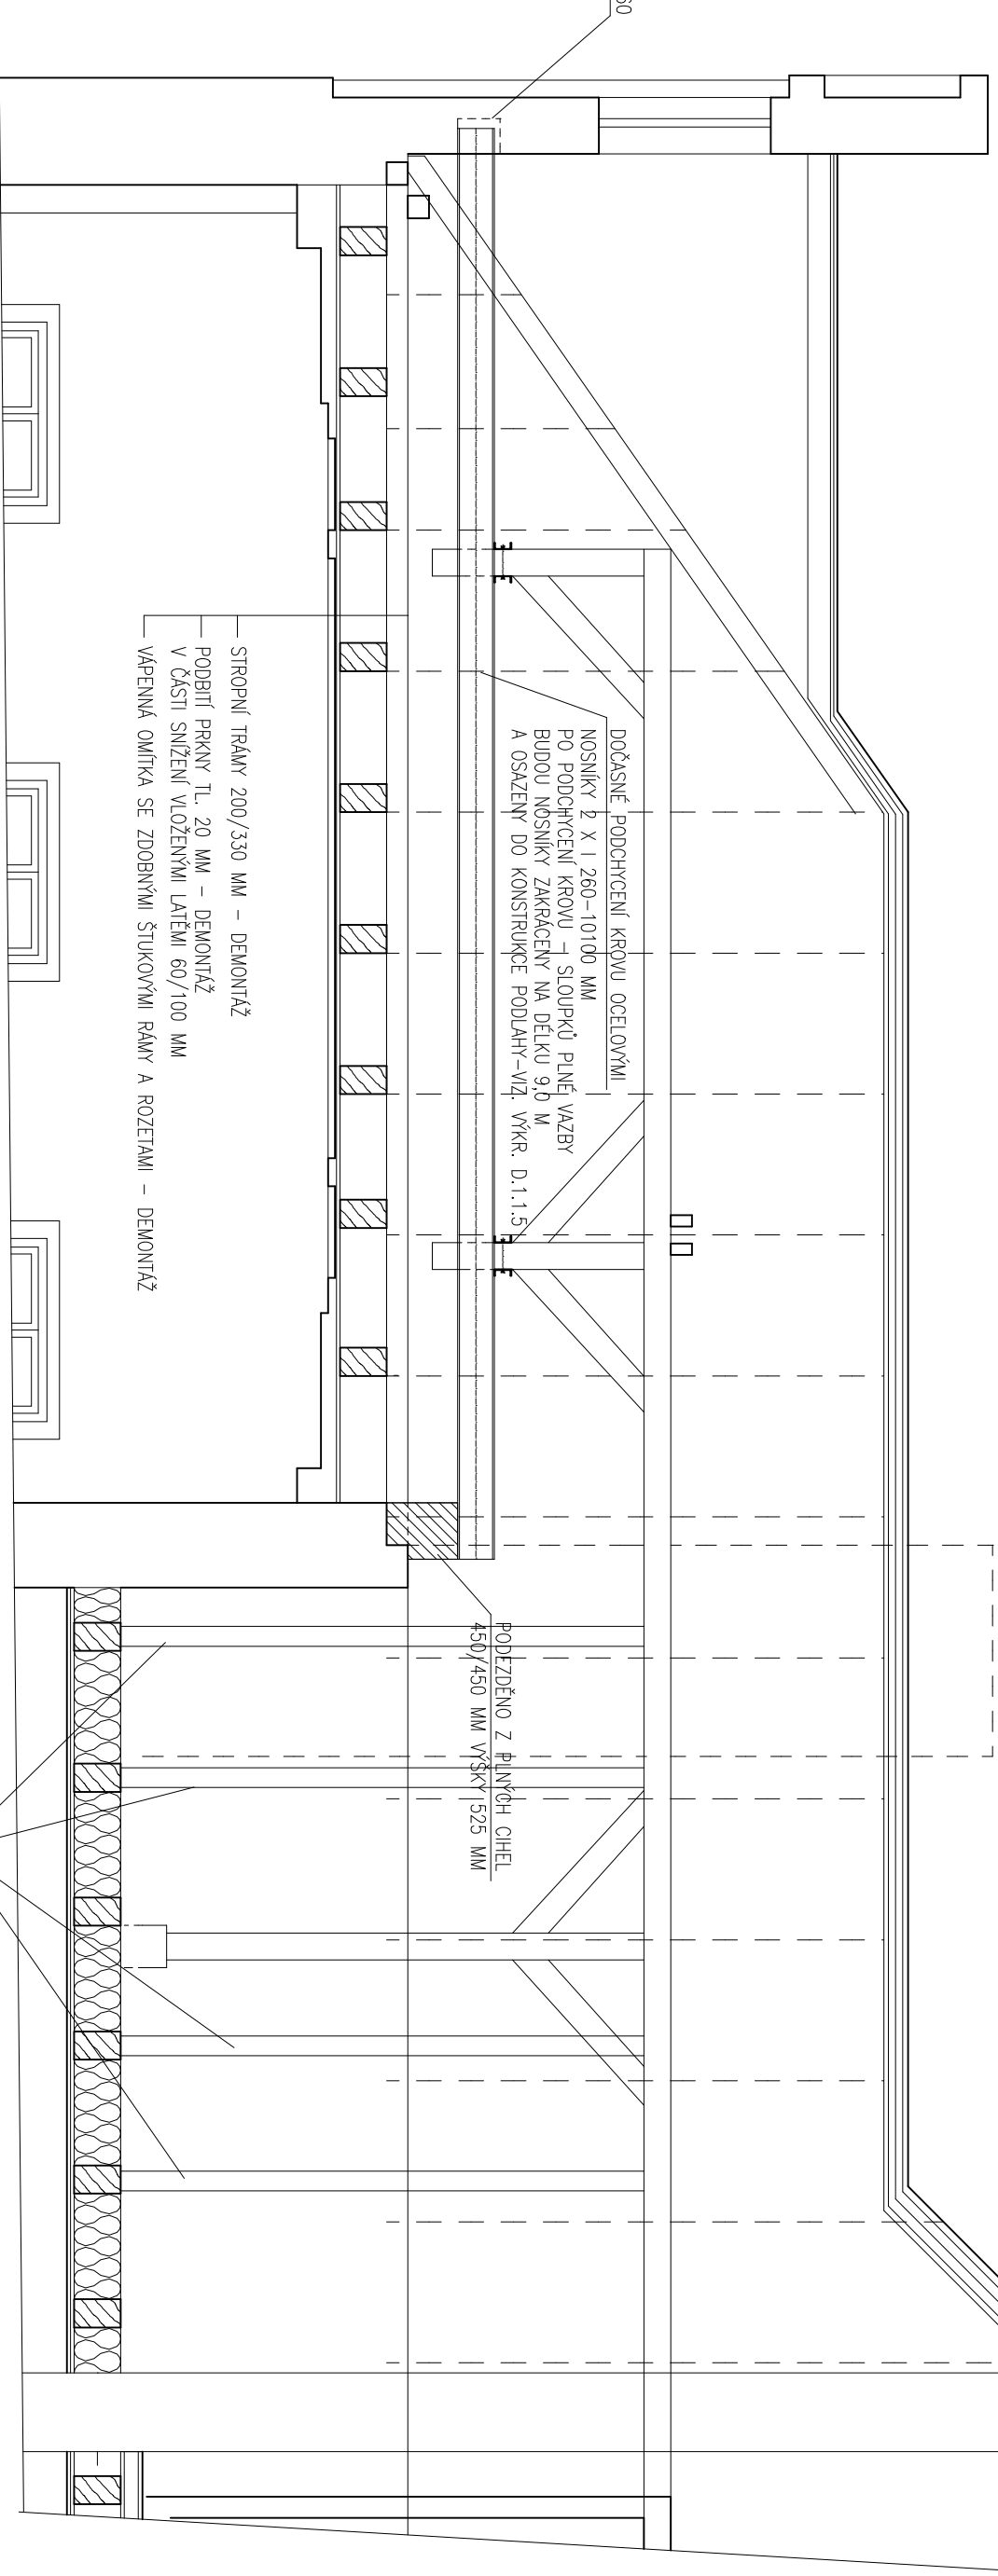 60
DOČASNÉ PODCHYCENÍ KROVU OCELOVÝMI
NOSNÍKY 2 X I 260-10100 MM
PO PODCHYCENÍ KROVU - SLOUPKŮ PLNÉ VAZBY
BUDOU NOSNÍKY ZAKRÁCENY NA DÉLKU 9,0 M
A OSAZENY DO KONSTRUKCE PODLAHY-VIZ. VÝKR. D.1.1.5
STROPNÍ TRÁMY 200/330 MM - DEMONTÁŽ
PODBITÍ PRKNY TL. 20 MM - DEMONTÁŽ
V ČÁSTI SNÍŽENÍ VLOŽENÝMI LATĚMI 60/100 MM
VÁPENNÁ OMÍTKA SE ZDOBNÝMI ŠTUKOVÝMI RÁMY A ROZETAMI - DEMONTÁŽ
PODEZDĚNO Z PLNÝCH CIHEL
450/450 MM VÝŠKY 525 MM